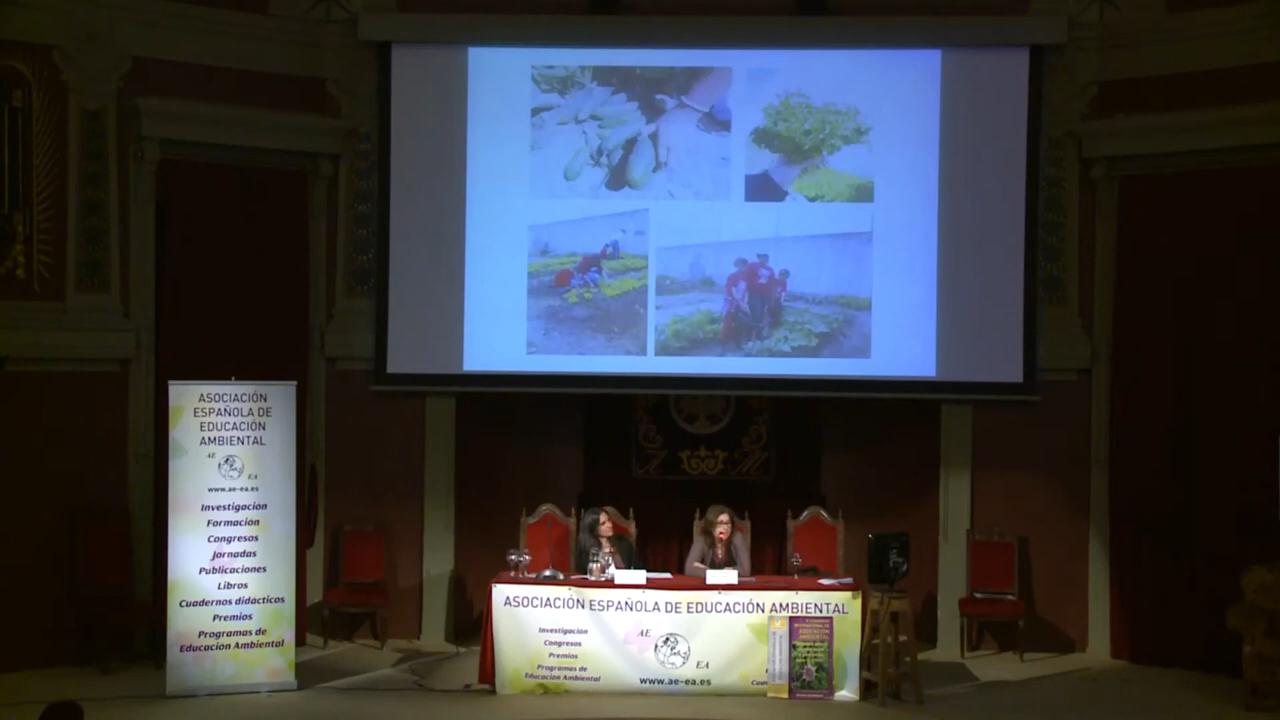 ASOCIACIÓN
ESPAÑOLA DE
EDUCACIÓN
AMBIENTAL
AE
EA
www.ae-ea.es
Investigación
Formación
Congresos
Jornadas
Publicaciones
Libros
Cuadernos didácticos
Premios
Programas de
Educación Ambiental
A M
ASOCIACIÓN ESPAÑOLA DE EDUCACIÓN AMBIENTAL
Investigación
Congresos
Premios
Programas de
Educación Ambiental
AE
EA
www.ae-ea.es
EDUCACIÓN
AMBIENTAL